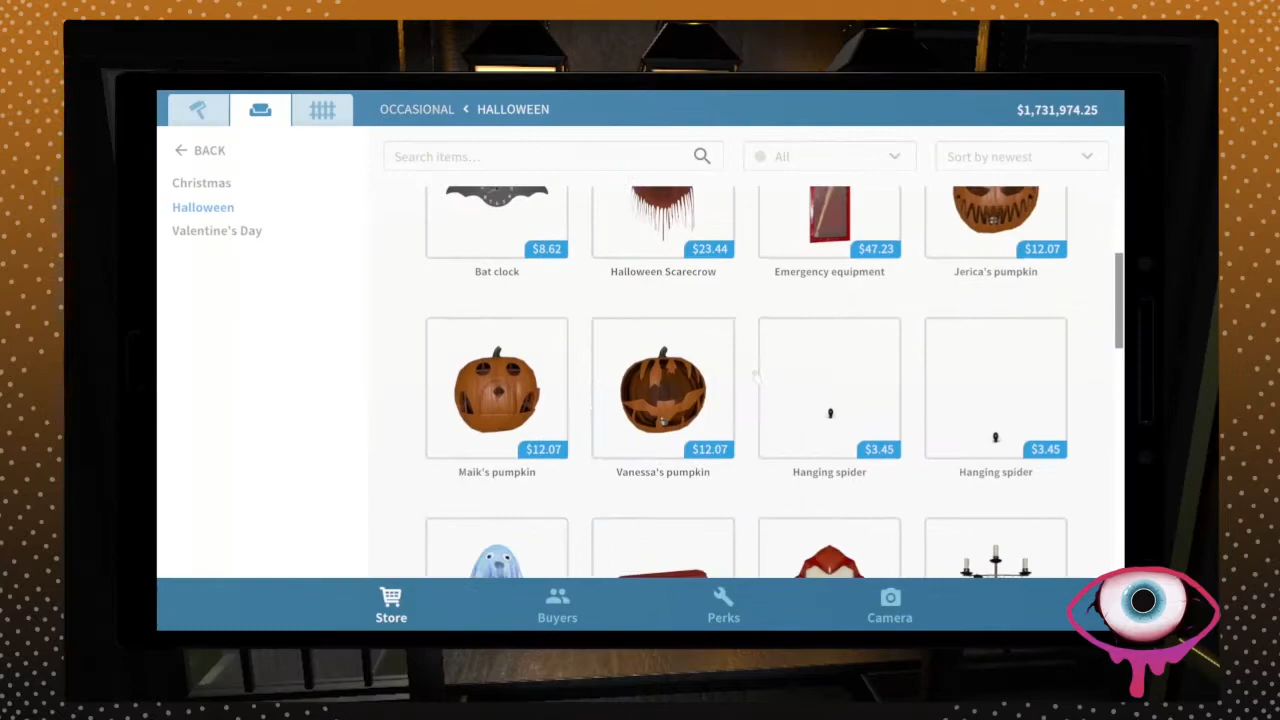 OCCASIONAL < HALLOWEEN
$1,731,974.25
BACK
Christmas
Halloween
Valentine's Day
Search items...
All
Sort by newest
$8.62
$23.44
$47.23
$12.07
Bat clock
Halloween Scarecrow
Emergency equipment
Jerica's pumpkin
$12.07
$12.07
$3.45
$3.45
Maik's pumpkin
Vanessa's pumpkin
Hanging spider
Hanging spider
Store
Buyers
Perks
Camera